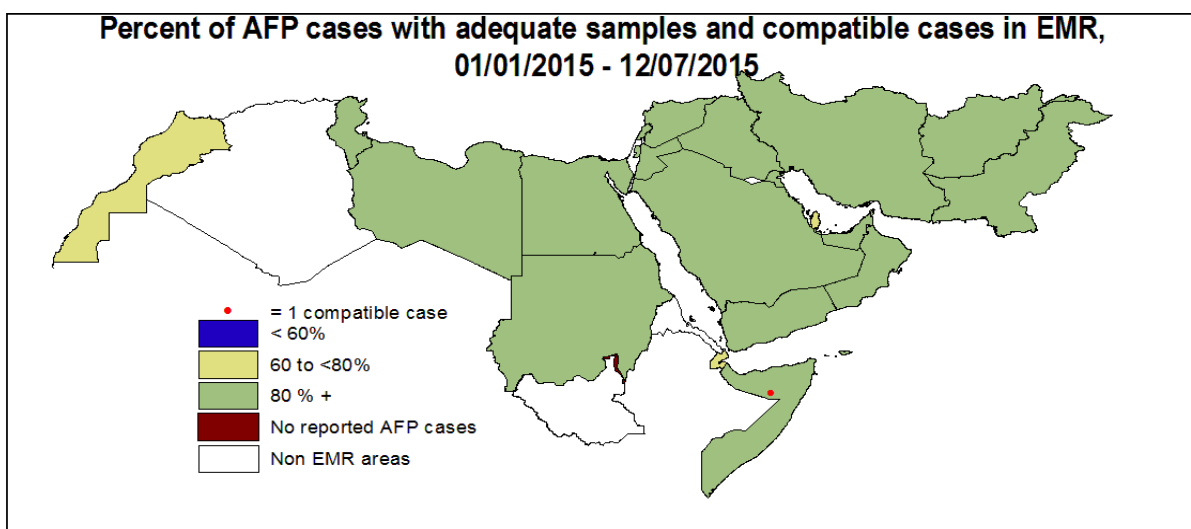 Percent of AFP cases with adequate samples and compatible cases in EMR,
01/01/2015 - 12/07/2015
= 1 compatible case
< 60%
60 to <80%
80 % +
No reported AFP cases
Non EMR areas